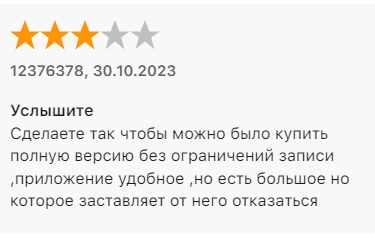 12376378, 30.10.2023
Услышите
Сделаете так чтобы можно было купить
полную версию без ограничений записи
,приложение удобное ,но есть большое но
которое заставляет от него отказаться